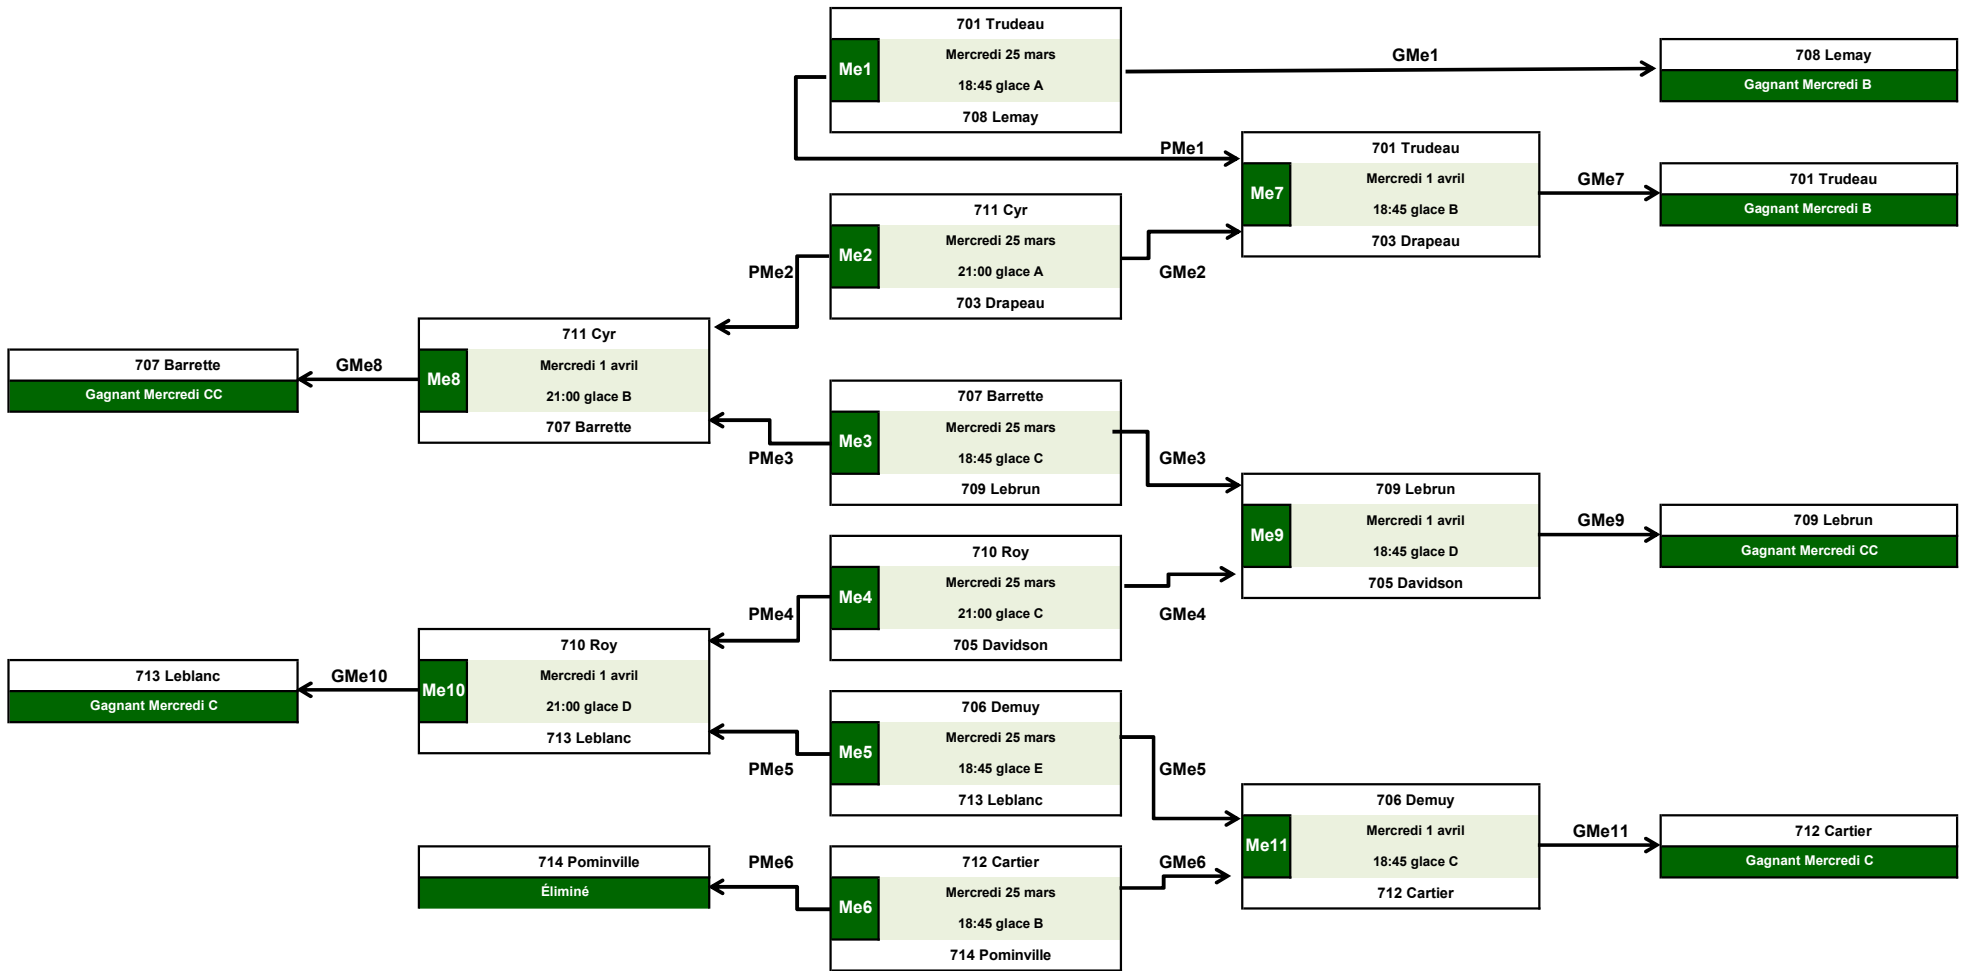 701 Trudeau
Me1
Mercredi 25 mars
18:45 glace A
708 Lemay
GMe1
708 Lemay
Gagnant Mercredi B
PMe1
701 Trudeau
Me7
Mercredi 1 avril
18:45 glace B
703 Drapeau
GMe7
701 Trudeau
Gagnant Mercredi B
711 Cyr
Me2
Mercredi 25 mars
21:00 glace A
703 Drapeau
PMe2
GMe2
711 Cyr
Me8
Mercredi 1 avril
21:00 glace B
707 Barrette
GMe8
707 Barrette
Gagnant Mercredi CC
707 Barrette
Me3
Mercredi 25 mars
18:45 glace C
709 Lebrun
PMe3
GMe3
709 Lebrun
Me9
Mercredi 1 avril
18:45 glace D
705 Davidson
GMe9
709 Lebrun
Gagnant Mercredi CC
710 Roy
Me4
Mercredi 25 mars
21:00 glace C
705 Davidson
PMe4
GMe4
710 Roy
Me10
Mercredi 1 avril
21:00 glace D
713 Leblanc
GMe10
713 Leblanc
Gagnant Mercredi C
706 Demuy
Me5
Mercredi 25 mars
18:45 glace E
713 Leblanc
PMe5
GMe5
706 Demuy
Me11
Mercredi 1 avril
18:45 glace C
712 Cartier
GMe11
712 Cartier
Gagnant Mercredi C
714 Pominville
Éliminé
PMe6
712 Cartier
Me6
Mercredi 25 mars
18:45 glace B
714 Pominville
GMe6